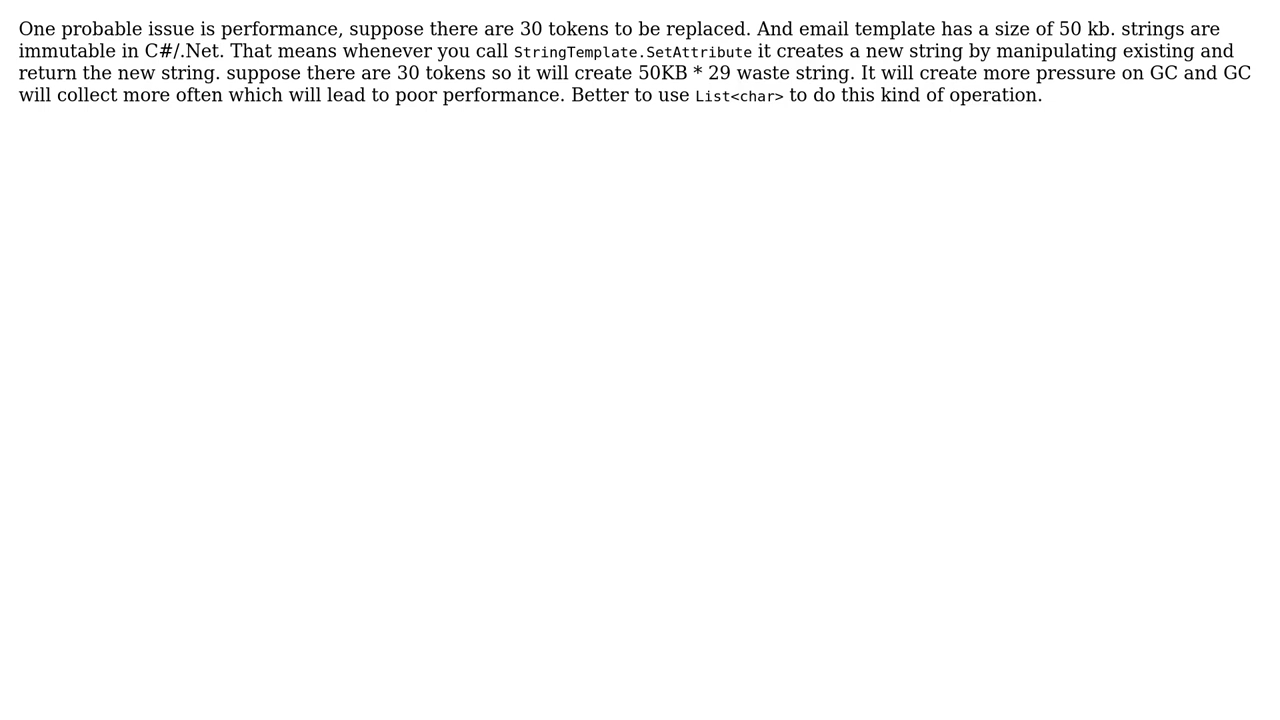 One probable issue is performance, suppose there are 30 tokens to be replaced. And email template has a size of 50 kb. strings are
immutable in C#/.Net. That means whenever you call StringTemplate.SetAttribute it creates a new string by manipulating existing and
return the new string. suppose there are 30 tokens so it will create 50KB * 29 waste string. It will create more pressure on GC and GC
will collect more often which will lead to poor performance. Better to use List<char> to do this kind of operation.